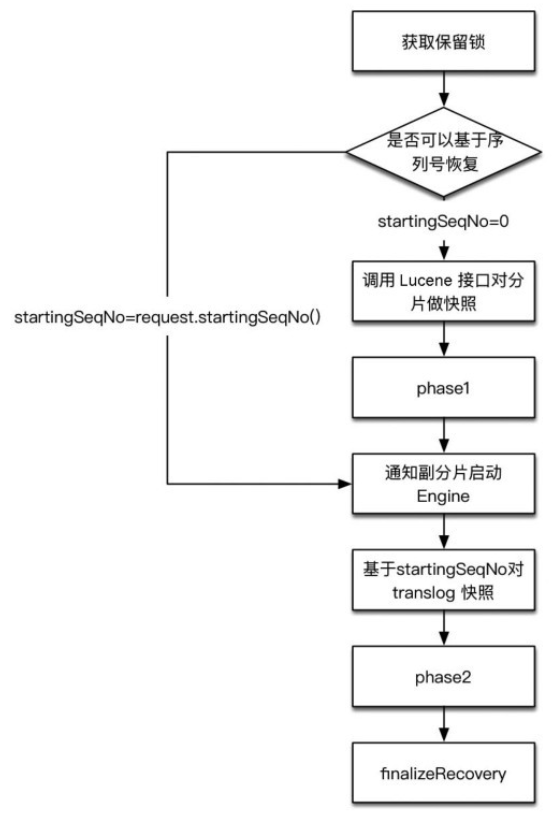 获取保留锁
是否可以基于序
列号恢复
startingSeqNo=0
调用 Lucene 接口对分
片做快照
startingSeqNo=request.startingSeqNo()
phase1
通知副分片启动
Engine
基于startingSeqNo对
translog 快照
phase2
finalizeRecovery